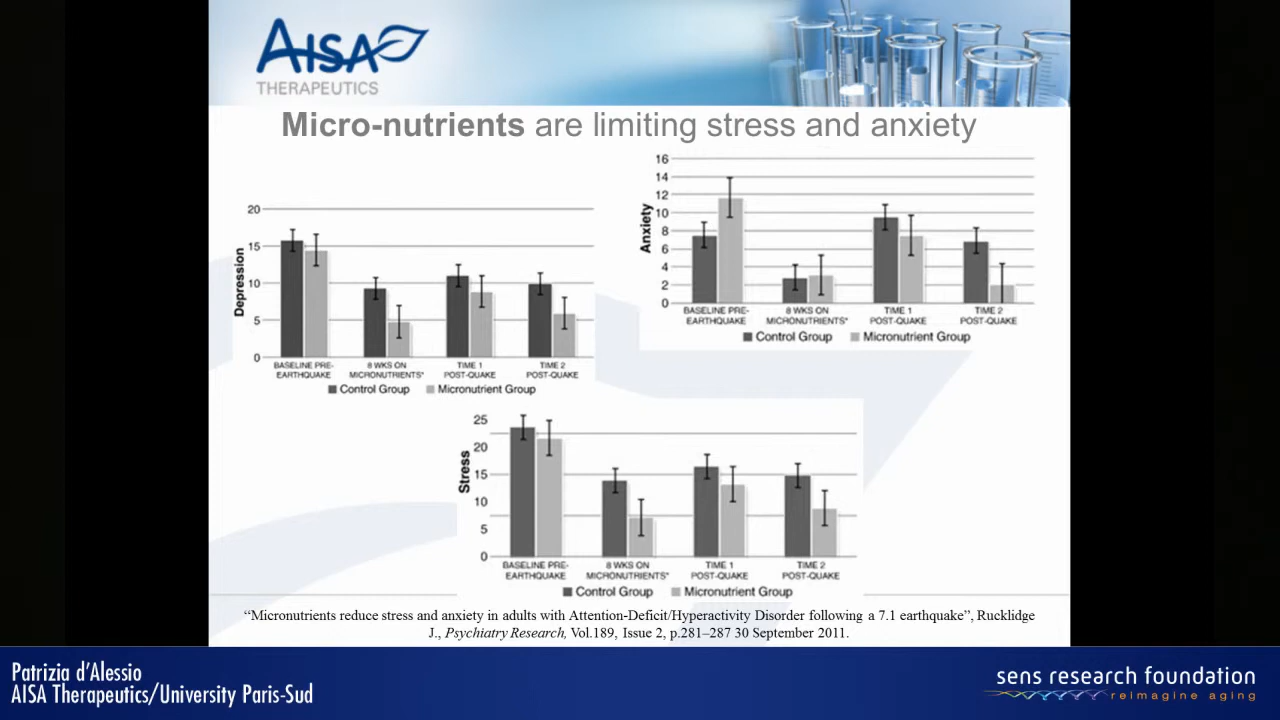 AISA
THERAPEUTICS
Micro-nutrients are limiting stress and anxiety
20
15
10
5
0
Depression
BASELINE PRE-
EARTHQUAKE
8 WKS ON
MICRONUTRIENTS*
TIME 1
POST-QUAKE
TIME 2
POST-QUAKE
Control Group
Micronutrient Group
16
14
12
10
8
6
4
2
0
Anxiety
BASELINE PRE-
EARTHQUAKE
8 WKS ON
MICRONUTRIENTS*
TIME 1
POST-QUAKE
TIME 2
POST-QUAKE
Control Group
Micronutrient Group
25
20
15
10
5
0
Stress
BASELINE PRE-
EARTHQUAKE
8 WKS ON
MICRONUTRIENTS*
TIME 1
POST-QUAKE
TIME 2
POST-QUAKE
Control Group
Micronutrient Group
“Micronutrients reduce stress and anxiety in adults with Attention-Deficit/Hyperactivity Disorder following a 7.1 earthquake”, Rucklidge
J., Psychiatry Research, Vol.189, Issue 2, p.281–287 30 September 2011.
Patrizia d’Alessio
AISA Therapeutics/University Paris-Sud
sens research foundation
reimagine aging